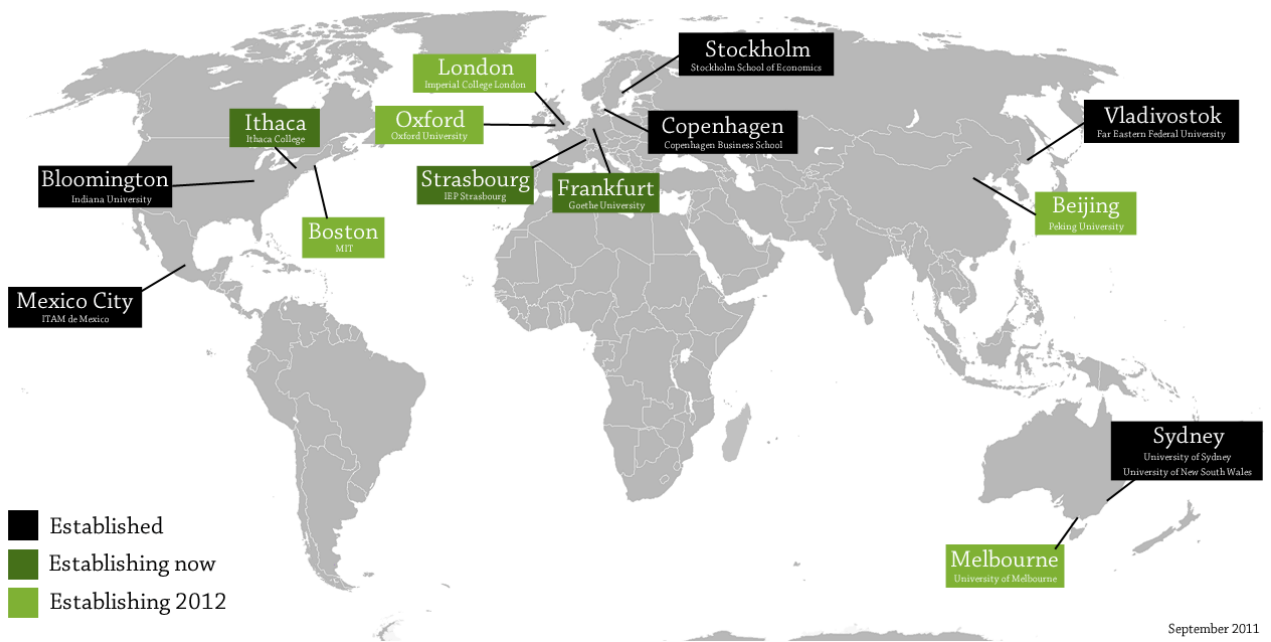 Stockholm
Stockholm School of Economics
London
Imperial College London
Oxford
Oxford University
Ithaca
Ithaca College
Copenhagen
Copenhagen Business School
Vladivostok
Far Eastern Federal University
Bloomington
Indiana University
Strasbourg
IEP Strasbourg
Frankfurt
Goethe University
Beijing
Peking University
Boston
MIT
Mexico City
ITAM de Mexico
Sydney
University of Sydney
University of New South Wales
Melbourne
University of Melbourne
Established
Establishing now
Establishing 2012
September 2011